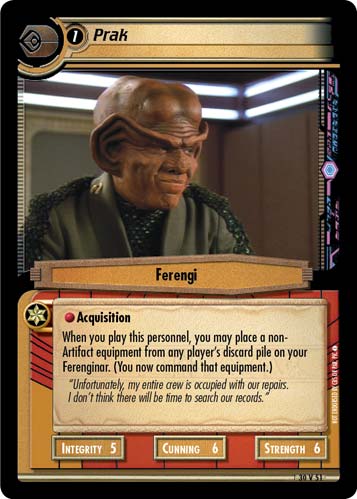 1 Prak
Ferengi
Acquisition
When you play this personnel, you may place a non-
Artifact equipment from any player's discard pile on your
Ferenginar. (You now command that equipment.)
"Unfortunately, my entire crew is occupied with our repairs.
I don't think there will be time to search our records."
INTEGRITY 5 CUNNING 6 STRENGTH 6
30 V 51